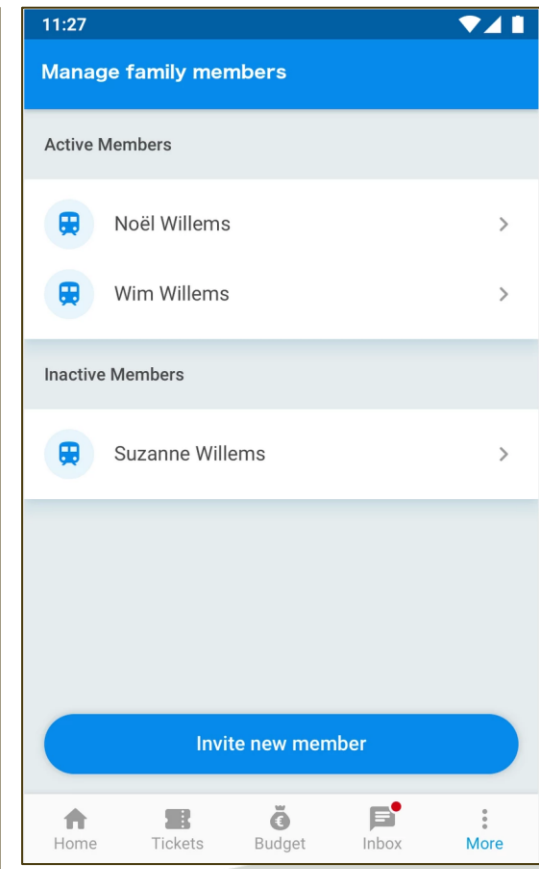 11:27
Manage family members
Active Members
Noël Willems
Wim Willems
Inactive Members
Suzanne Willems
Invite new member
Home Tickets Budget Inbox More